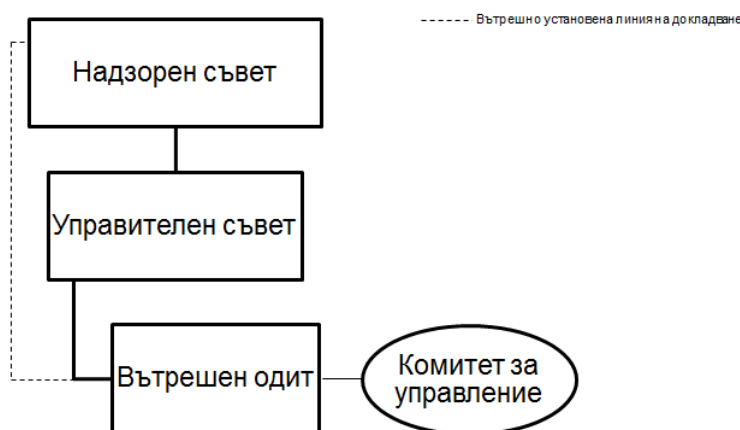 Вътрешно установена линия на докладване
Надзорен съвет
Управителен съвет
Вътрешен одит
Комитет за
управление